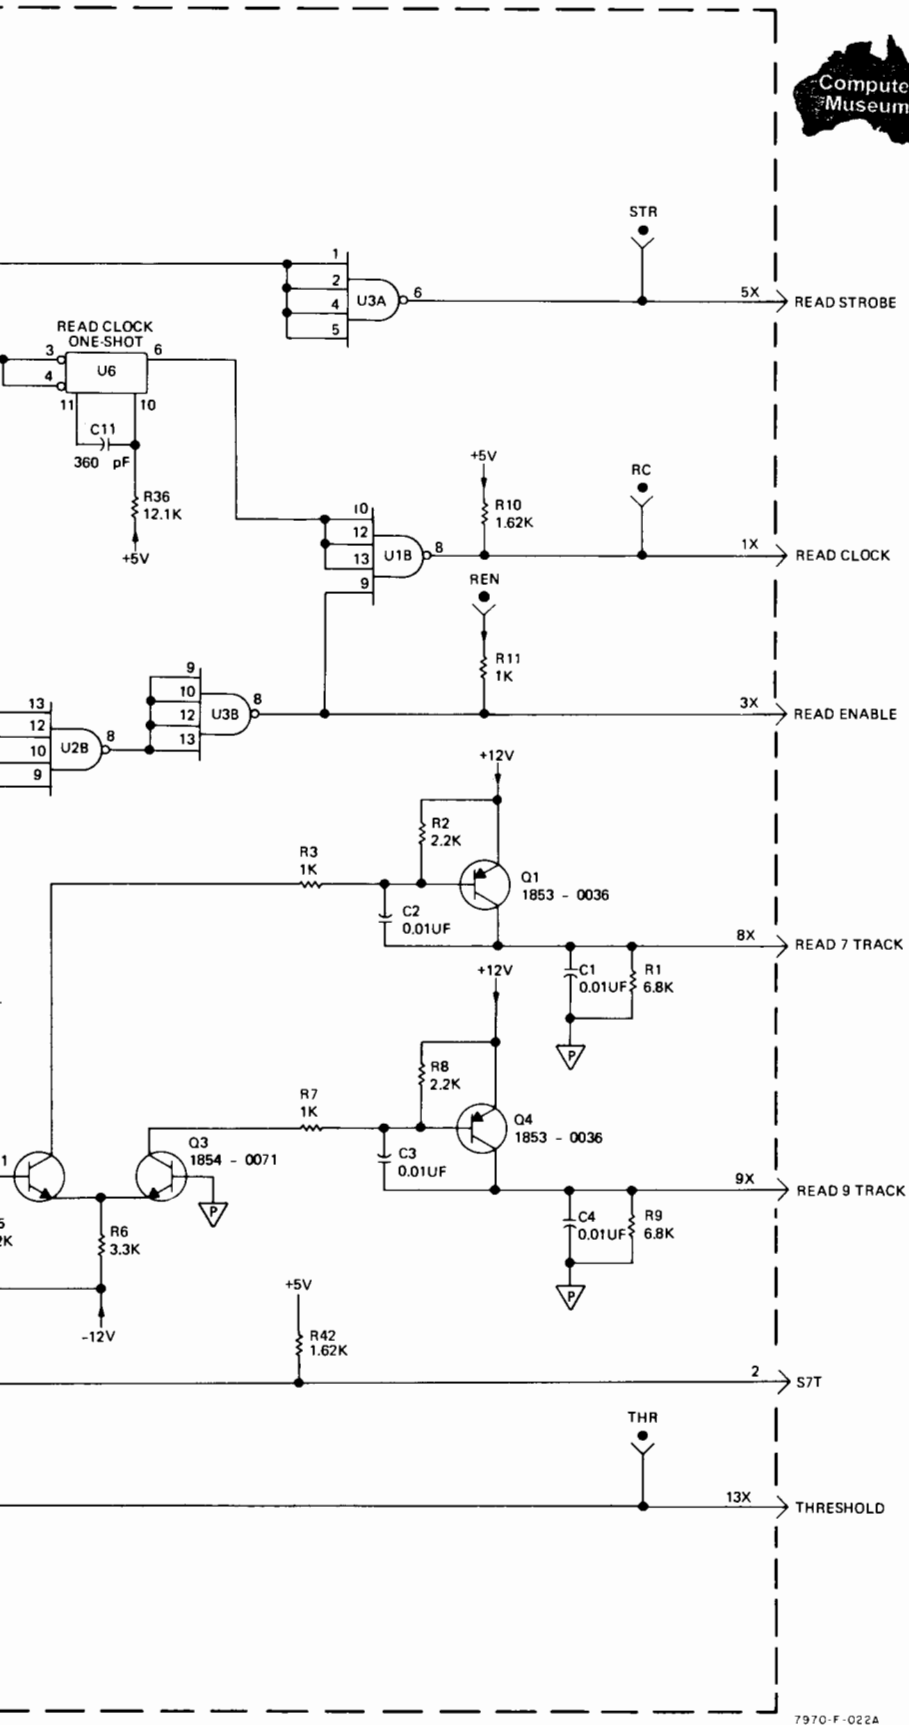 Compute
Museum
STR
1
2
4
5
U3A
6
5X
READ STROBE
READ CLOCK
ONE-SHOT
3
4
U6
6
11
10
C11
360 pF
R36
12.1K
+5V
+5V
R10
1.62K
RC
10
12
13
9
U1B
8
1X
READ CLOCK
REN
R11
1K
9
10
12
13
U3B
8
3X
READ ENABLE
13
12
10
9
U2B
8
+12V
R2
2.2K
R3
1K
Q1
1853 - 0036
C2
0.01UF
8X
READ 7 TRACK
+12V
C1
0.01UF
R1
6.8K
P
R8
2.2K
R7
1K
Q4
1853 - 0036
1
Q3
1854 - 0071
C3
0.01UF
9X
READ 9 TRACK
P
5
2K
R6
3.3K
C4
0.01UF
R9
6.8K
P
-12V
+5V
R42
1.62K
2
S7T
THR
13X
THRESHOLD
7970-F-022A